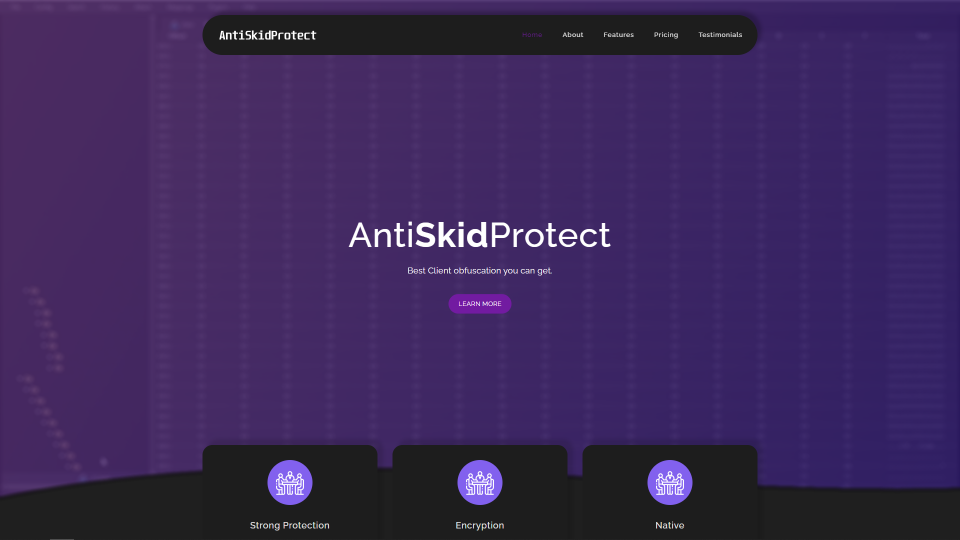 AntiSkidProtect
Home About Features Pricing Testimonials
AntiSkidProtect
Best Client obfuscation you can get.
LEARN MORE
Strong Protection
Encryption
Native